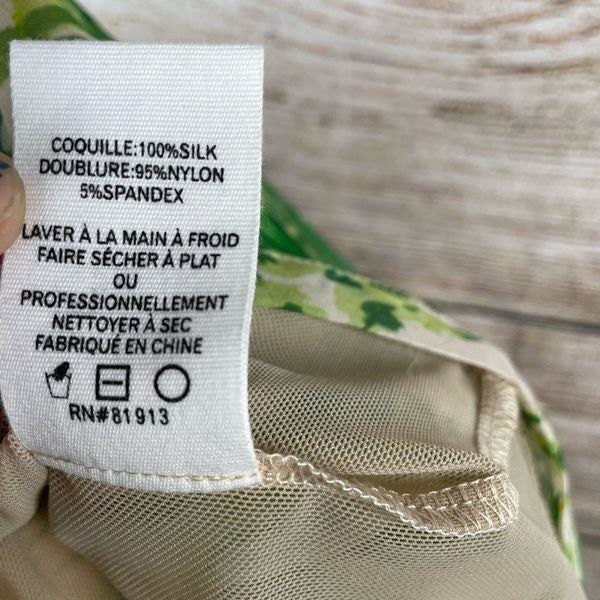 COQUILLE:100%SILK
DOUBLURE:95%NYLON
5%SPANDEX
LAVER À LA MAIN À FROID
FAIRE SÉCHER À PLAT
OU
PROFESSIONNELLEMENT
NETTOYER À SEC
FABRIQUÉ EN CHINE
RN#81913